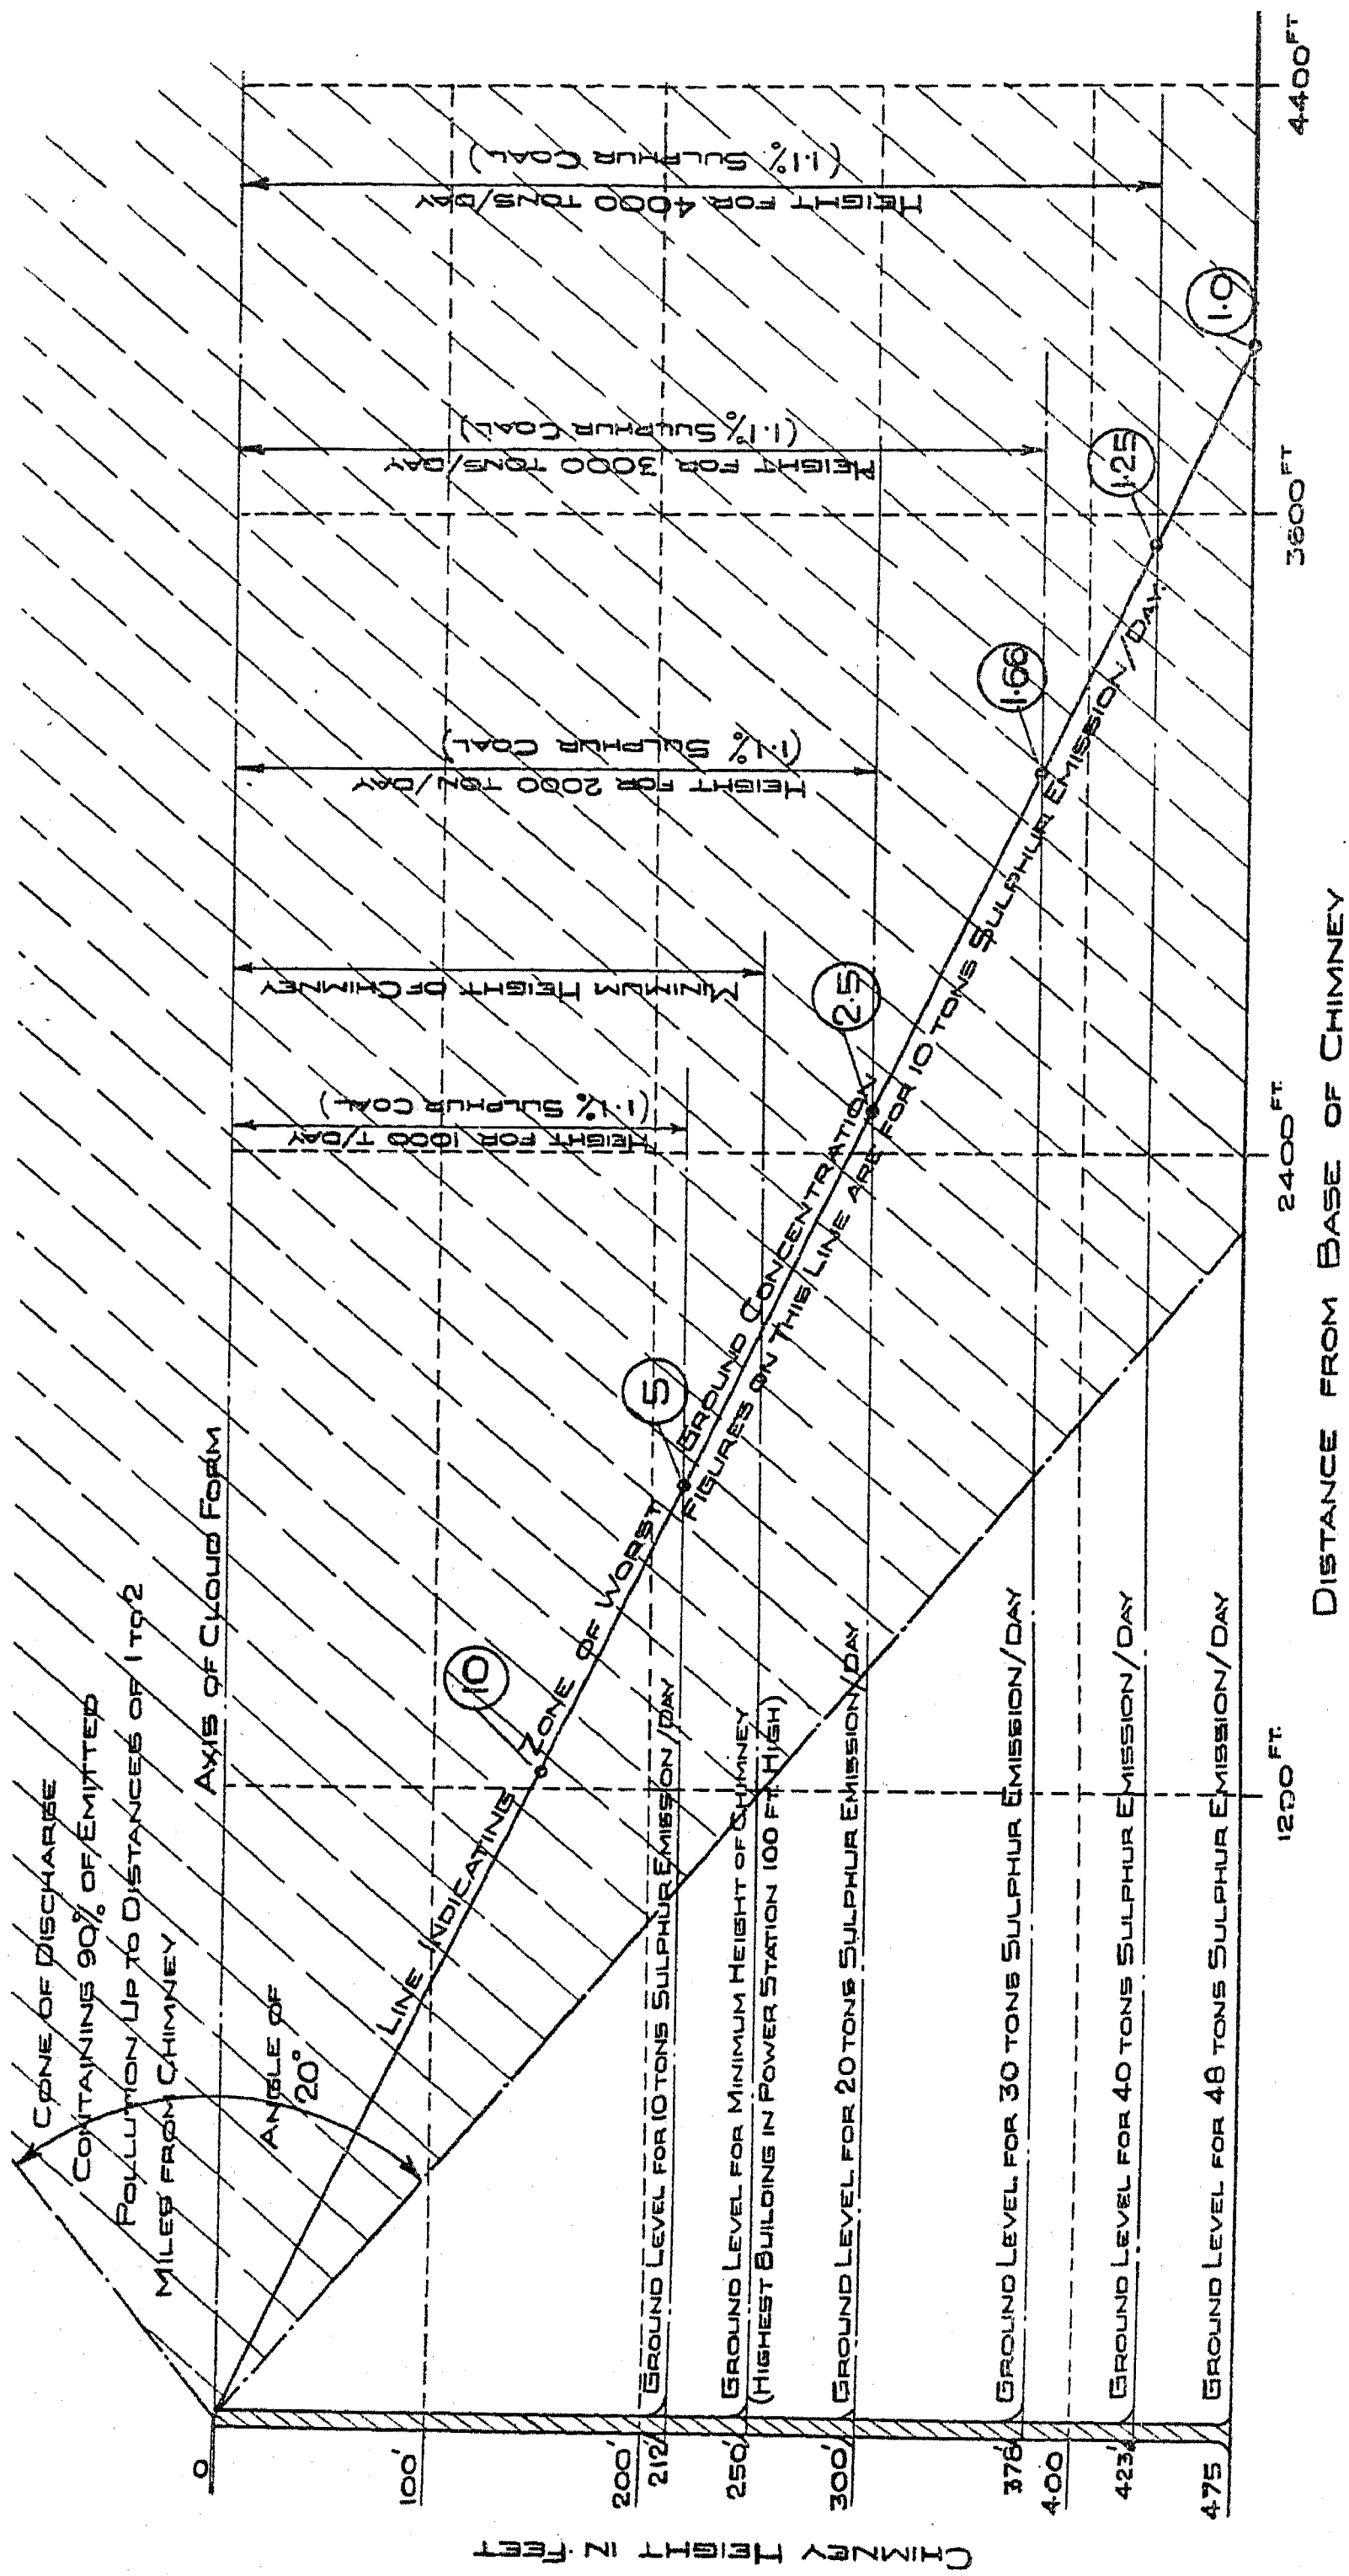 CONE OF DISCHARGE
CONTAINING 90% OF EMITTED
POLLUTION UP TO DISTANCES OF 1 TO 2
MILES FROM CHIMNEY
AXIS OF CLOUD FORM
ANGLE OF
20°
LINE INDICATING ZONE OF WORST GROUND CONCENTRATION
FIGURES ON THIS LINE ARE FOR 10 TONS SULPHUR EMISSION/DAY.
10
5
2.5
1.66
1.25
1.0
HEIGHT FOR 1000 T/DAY
(1.1% SULPHUR COAL)
MINIMUM HEIGHT OF CHIMNEY
HEIGHT FOR 2000 TON/DAY
(1.1% SULPHUR COAL)
HEIGHT FOR 3000 TONS/DAY
(1.1% SULPHUR COAL)
HEIGHT FOR 4000 TONS/DAY
(1.1% SULPHUR COAL)
GROUND LEVEL FOR 10 TONS SULPHUR EMISSION/DAY
GROUND LEVEL FOR MINIMUM HEIGHT OF CHIMNEY
(HIGHEST BUILDING IN POWER STATION 100 FT. HIGH)
GROUND LEVEL FOR 20 TONS SULPHUR EMISSION/DAY
GROUND LEVEL FOR 30 TONS SULPHUR EMISSION/DAY
GROUND LEVEL FOR 40 TONS SULPHUR EMISSION/DAY
GROUND LEVEL FOR 48 TONS SULPHUR EMISSION/DAY
CHIMNEY HEIGHT IN FEET
0
100'
200'
212'
250'
300'
378'
400'
423'
475'
1200 FT.
2400 FT.
3600 FT
4400 FT
DISTANCE FROM BASE OF CHIMNEY